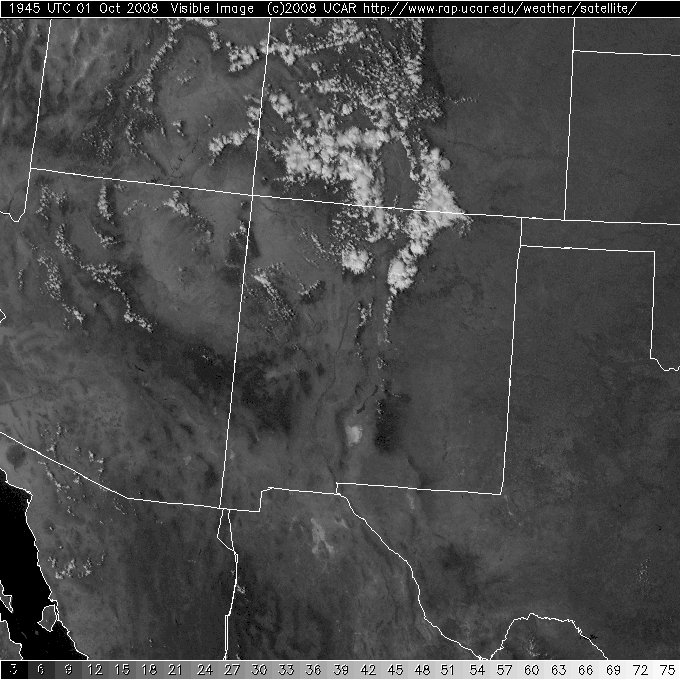 1945 UTC 01 Oct 2008 Visible Image (c)2008 UCAR http://www.rap.ucar.edu/weather/satellite/
3 6 9 12 15 18 21 24 27 30 33 36 39 42 45 48 51 54 57 60 63 66 69 72 75